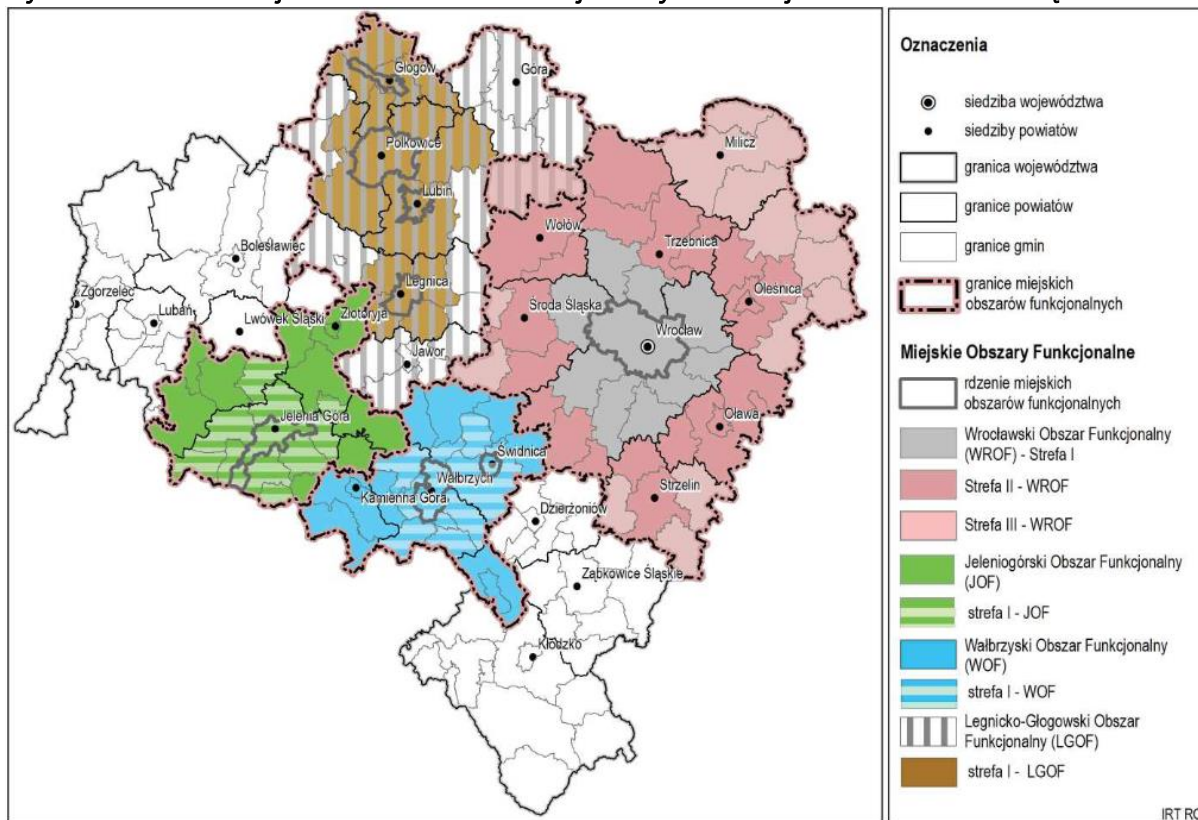 Głogów
Góra
Polkowice
Milicz
Lubin
Wołów
Trzebnica
Bolesławiec
Legnica
Oleśnica
Zgorzelec
Środa Śląska
Lubań
Złotoryja
Lwówek Śląski
Wrocław
Jawor
Jelenia Góra
Oława
Świdnica
Wałbrzych
Kamienna Góra
Strzelin
Dzierżoniów
Ząbkowice Śląskie
Kłodzko
Oznaczenia
siedziba województwa
siedziby powiatów
granica województwa
granice powiatów
granice gmin
granice miejskich
obszarów funkcjonalnych
Miejskie Obszary Funkcjonalne
rdzenie miejskich
obszarów funkcjonalnych
Wrocławski Obszar Funkcjonalny
(WROF) - Strefa I
Strefa II - WROF
Strefa III - WROF
Jeleniogórski Obszar Funkcjonalny
(JOF)
strefa I - JOF
Wałbrzyski Obszar Funkcjonalny
(WOF)
strefa I - WOF
Legnicko-Głogowski Obszar
Funkcjonalny (LGOF)
strefa I - LGOF
IRT RO